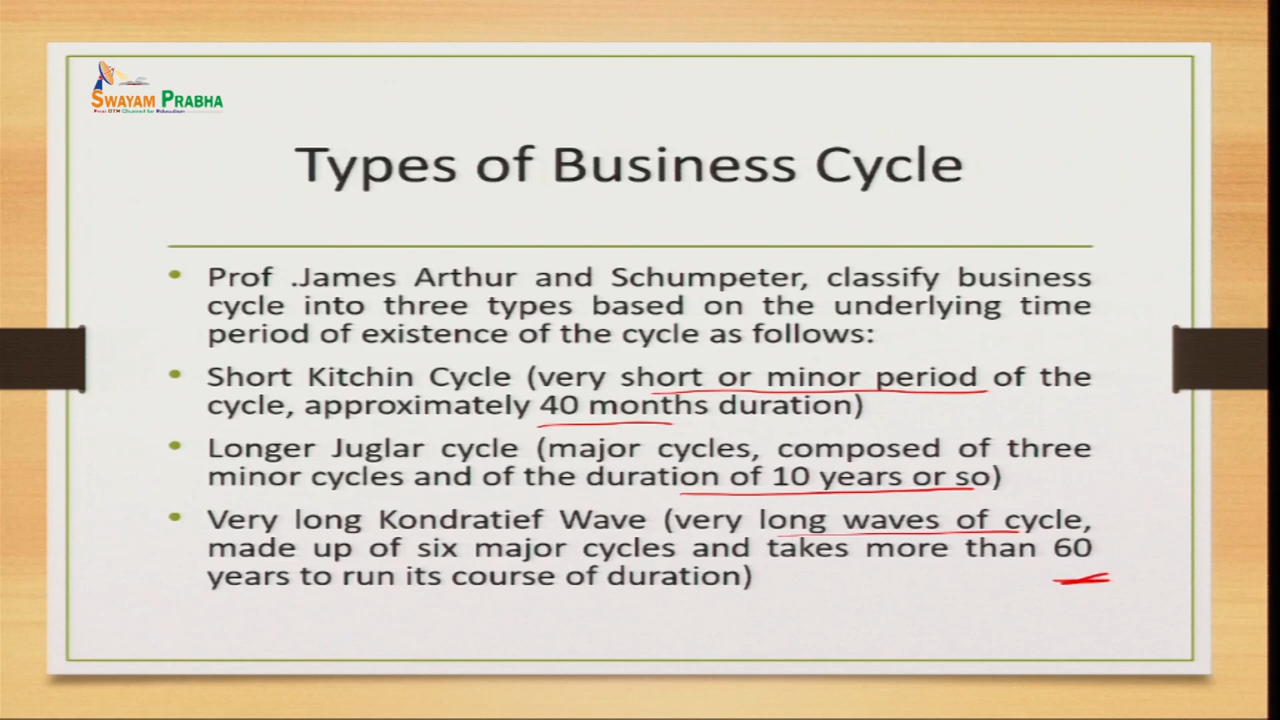 SWAYAM PRABHA
Free DTH Channel for Education
Types of Business Cycle
• Prof .James Arthur and Schumpeter, classify business
cycle into three types based on the underlying time
period of existence of the cycle as follows:
• Short Kitchin Cycle (very short or minor period of the
cycle, approximately 40 months duration)
• Longer Juglar cycle (major cycles, composed of three
minor cycles and of the duration of 10 years or so)
• Very long Kondratief Wave (very long waves of cycle,
made up of six major cycles and takes more than 60
years to run its course of duration)